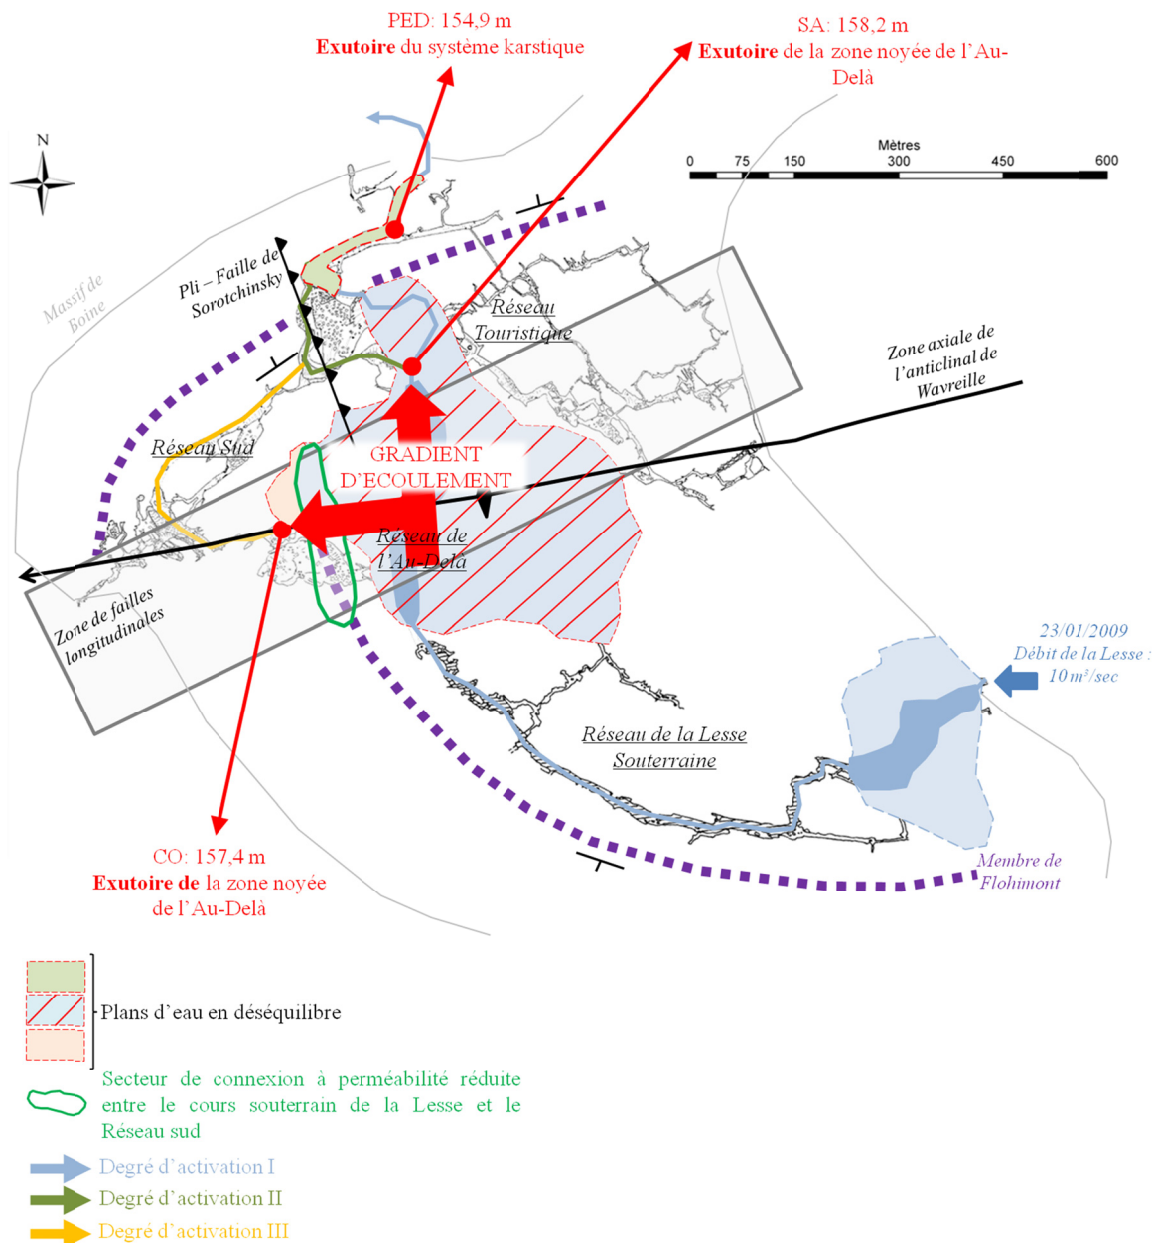 PED: 154,9 m
Exutoire du système karstique
SA: 158,2 m
Exutoire de la zone noyée de l'Au-
Delà
N
Mètres
0 75 150 300 450 600
Pli – Faille de
Sorotchinsky
Massif de
Boine
Réseau
Touristique
Zone axiale de
l'anticlinal de
Wavreille
Réseau Sud
GRADIENT
D'ECOULEMENT
Réseau de
l'Au-Delà
Zone de failles
longitudinales
23/01/2009
Débit de la Lesse :
10 m³/sec
Réseau de la Lesse
Souterraine
CO: 157,4 m
Exutoire de la zone noyée
de l'Au-Delà
Membre de
Flohimont
Plans d'eau en déséquilibre
Secteur de connexion à perméabilité réduite
entre le cours souterrain de la Lesse et le
Réseau sud
Degré d'activation I
Degré d'activation II
Degré d'activation III